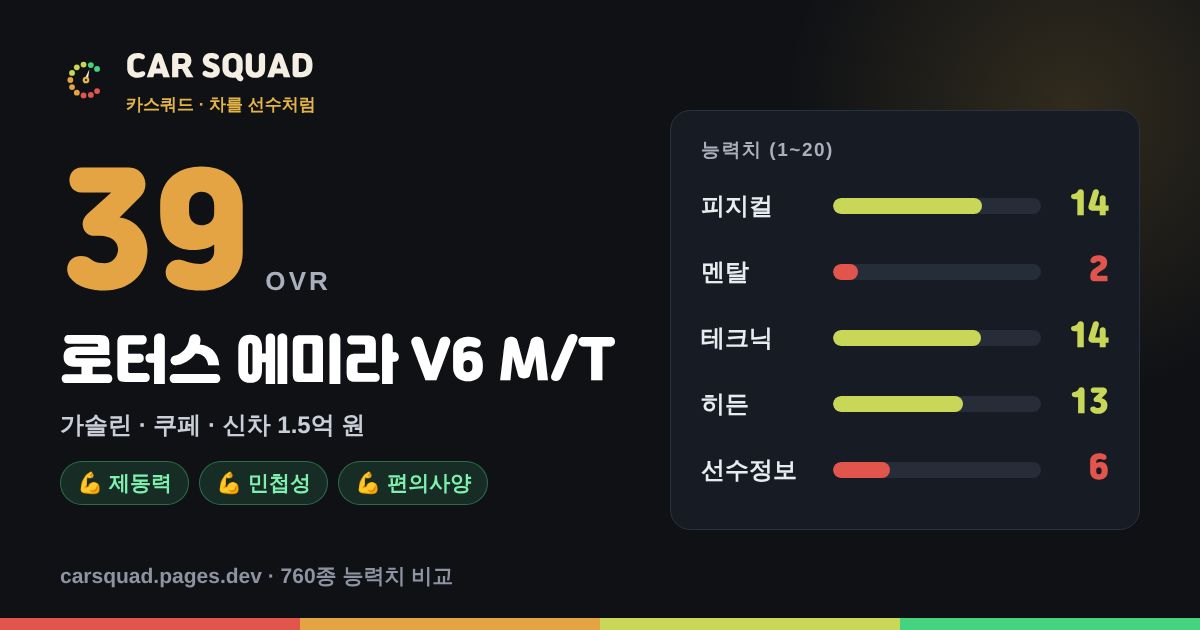 CAR SQUAD
카스쿼드 · 차를 선수처럼
39 OVR
로터스 에미라 V6 M/T
가솔린 · 쿠페 · 신차 1.5억 원
💪 제동력 💪 민첩성 💪 편의사양
carsquad.pages.dev · 760종 능력치 비교
능력치 (1~20)
피지컬 14
멘탈 2
테크닉 14
히든 13
선수정보 6